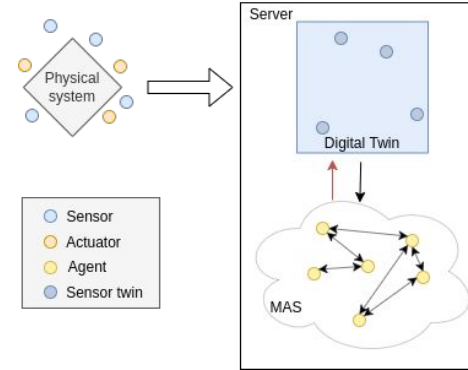 Server
Physical
system
Digital Twin
Sensor
Actuator
Agent
Sensor twin
MAS